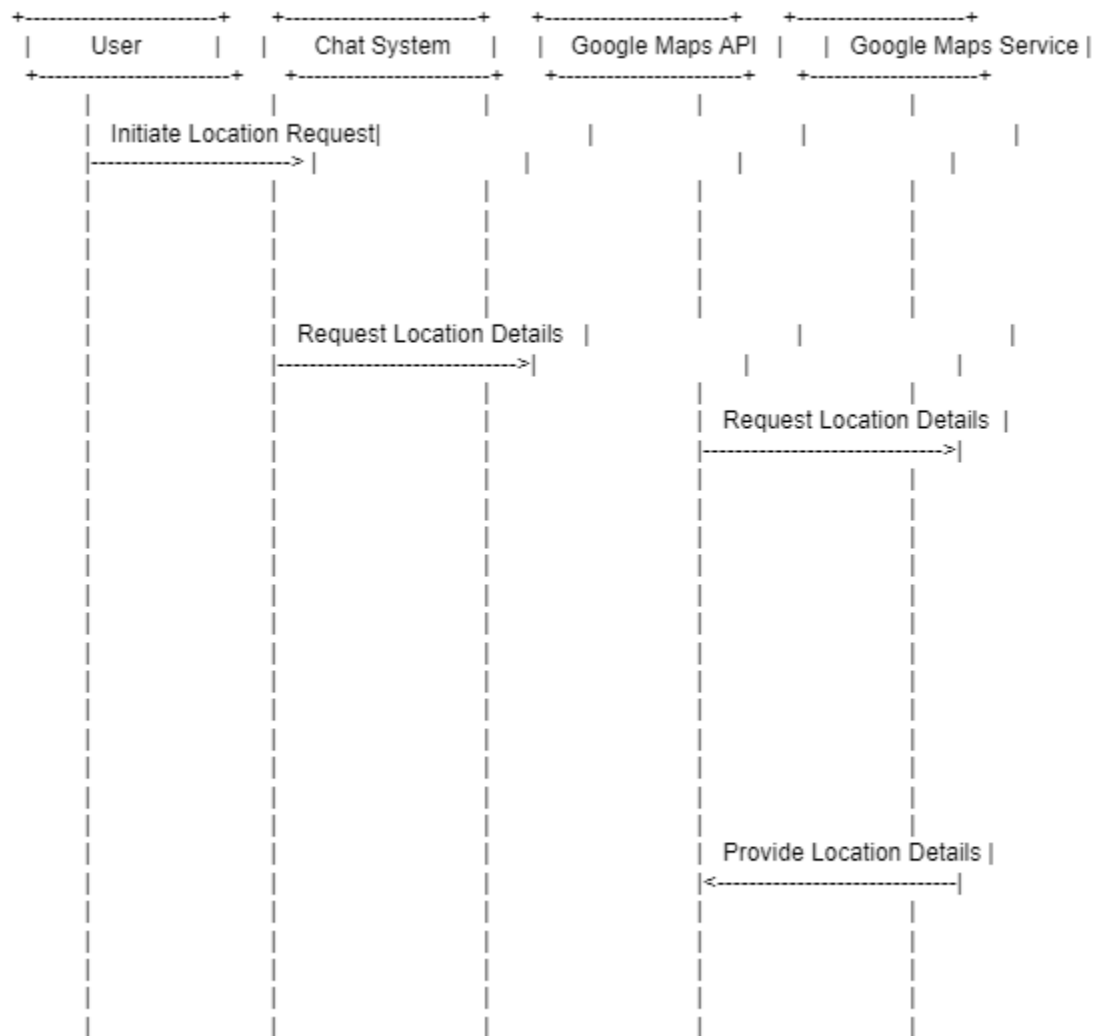 User Chat System Google Maps API Google Maps Service
Initiate Location Request
Request Location Details
Request Location Details
Provide Location Details